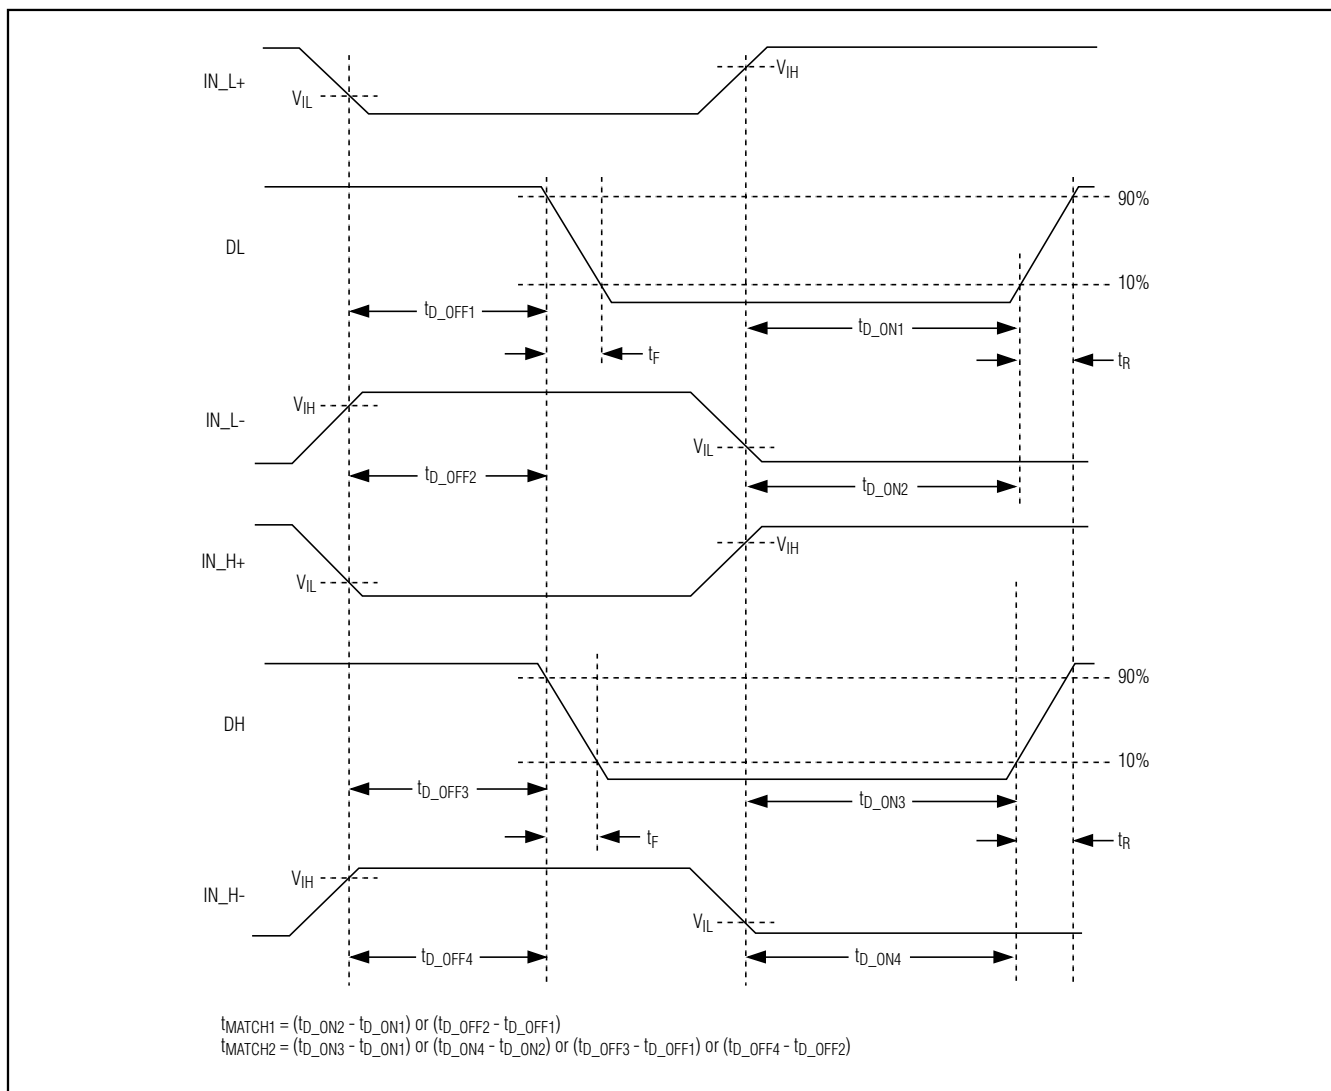 IN_L+
VIL
VIH
DL
90%
10%
tD_OFF1
tD_ON1
tF
tR
IN_L-
VIH
VIL
tD_OFF2
tD_ON2
IN_H+
VIL
VIH
DH
90%
10%
tD_OFF3
tD_ON3
tF
tR
IN_H-
VIH
VIL
tD_OFF4
tD_ON4
tMATCH1 = (tD_ON2 - tD_ON1) or (tD_OFF2 - tD_OFF1)
tMATCH2 = (tD_ON3 - tD_ON1) or (tD_ON4 - tD_ON2) or (tD_OFF3 - tD_OFF1) or (tD_OFF4 - tD_OFF2)